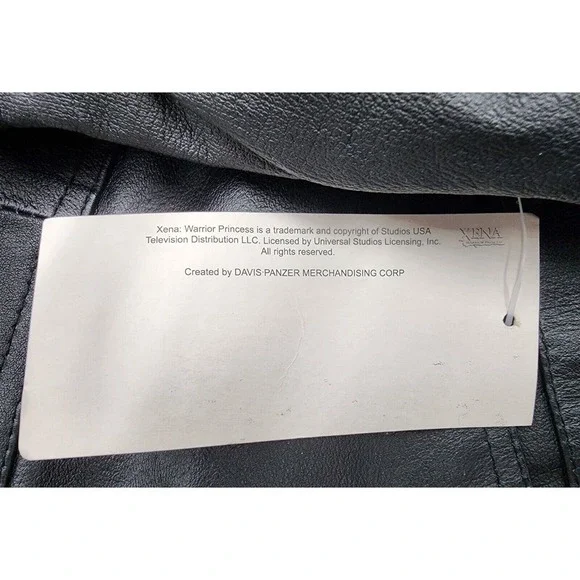 Xena: Warrior Princess is a trademark and copyright of Studios USA
Television Distribution LLC. Licensed by Universal Studios Licensing, Inc.
All rights reserved.
Created by DAVIS·PANZER MERCHANDISING CORP
XENA